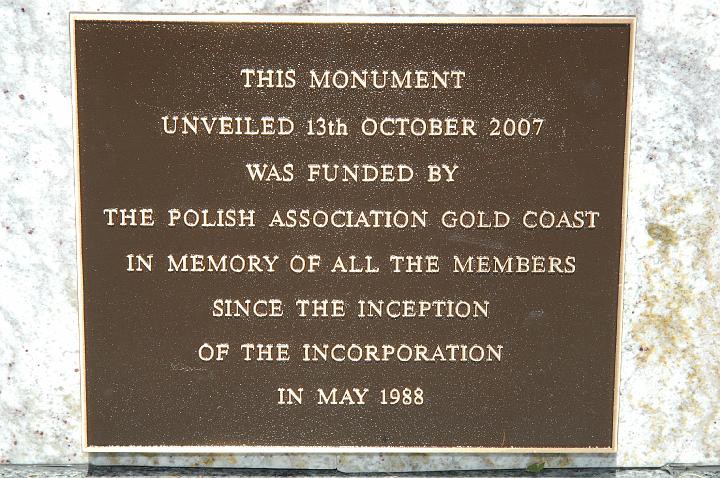 THIS MONUMENT
UNVEILED 13th OCTOBER 2007
WAS FUNDED BY
THE POLISH ASSOCIATION GOLD COAST
IN MEMORY OF ALL THE MEMBERS
SINCE THE INCEPTION
OF THE INCORPORATION
IN MAY 1988